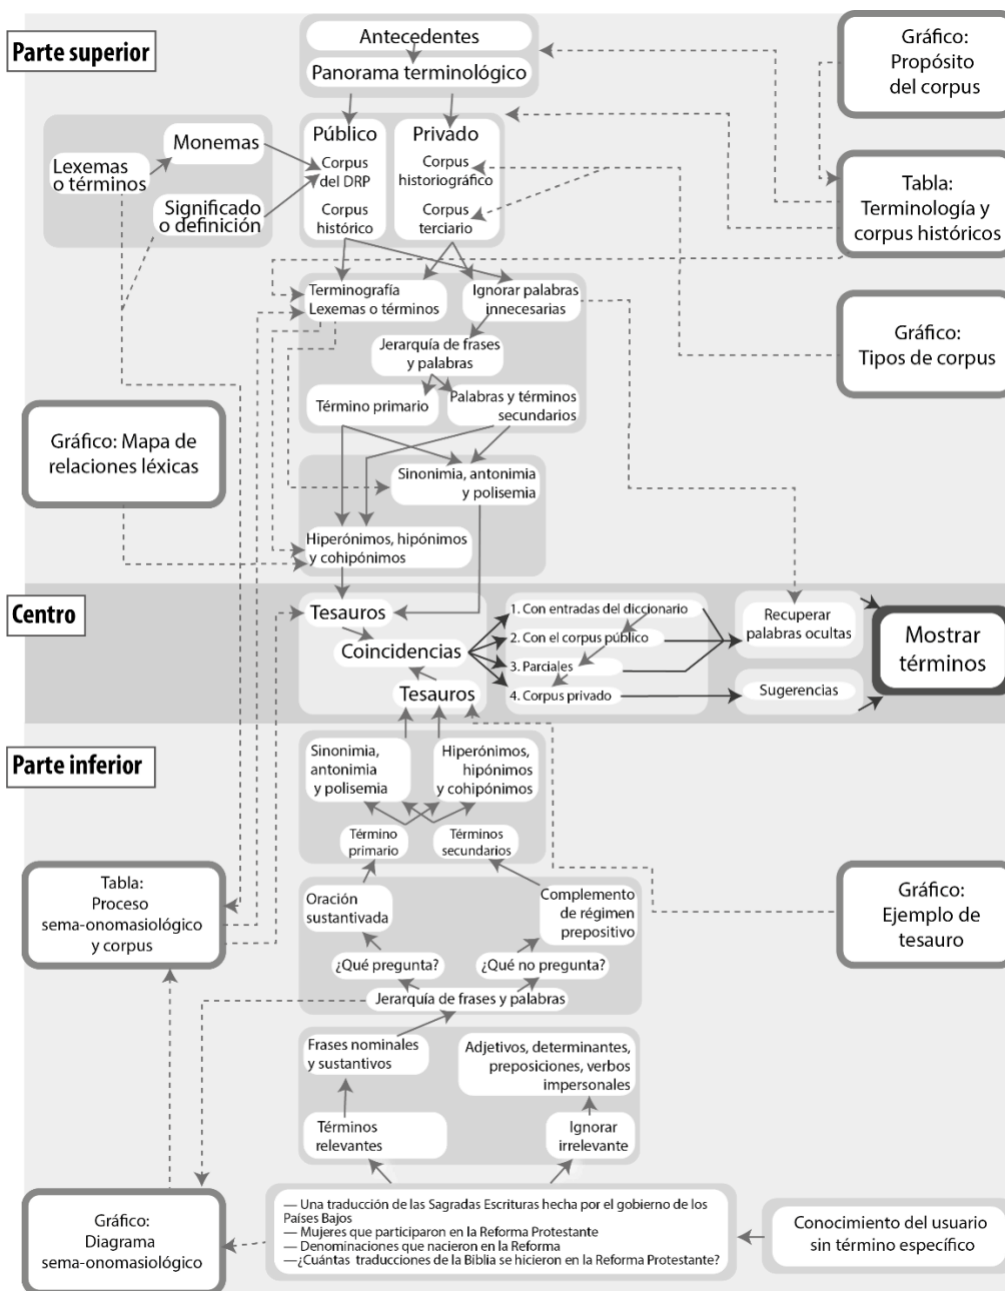 Parte superior
Antecedentes
Panorama terminológico
Gráfico:
Propósito
del corpus
Público
Corpus
del DRP
Corpus
histórico
Privado
Corpus
historiográfico
Corpus
terciario
Monemas
Lexemas
o términos
Significado
o definición
Tabla:
Terminología y
corpus históricos
Terminografía
Lexemas o términos
Ignorar palabras
innecesarias
Jerarquía de frases
y palabras
Término primario
Palabras y términos
secundarios
Gráfico:
Tipos de corpus
Gráfico: Mapa de
relaciones léxicas
Sinonimia, antonimia
y polisemia
Hiperónimos, hipónimos
y cohipónimos
Centro
Tesauros
Coincidencias
Tesauros
1. Con entradas del diccionario
2. Con el corpus público
3. Parciales
4. Corpus privado
Recuperar
palabras ocultas
Sugerencias
Mostrar
términos
Parte inferior
Sinonimia,
antonimia
y polisemia
Hiperónimos,
hipónimos
y cohipónimos
Término
primario
Términos
secundarios
Tabla:
Proceso
sema-onomasiológico
y corpus
Oración
sustantivada
Complemento
de régimen
prepositivo
¿Qué pregunta?
¿Qué no pregunta?
Jerarquía de frases y palabras
Gráfico:
Ejemplo de
tesauro
Frases nominales
y sustantivos
Adjetivos, determinantes,
preposiciones, verbos
impersonales
Términos
relevantes
Ignorar
irrelevante
Gráfico:
Diagrama
sema-onomasiológico
— Una traducción de las Sagradas Escrituras hecha por el gobierno de los
Países Bajos
— Mujeres que participaron en la Reforma Protestante
— Denominaciones que nacieron en la Reforma
—¿Cuántas traducciones de la Biblia se hicieron en la Reforma Protestante?
Conocimiento del usuario
sin término específico